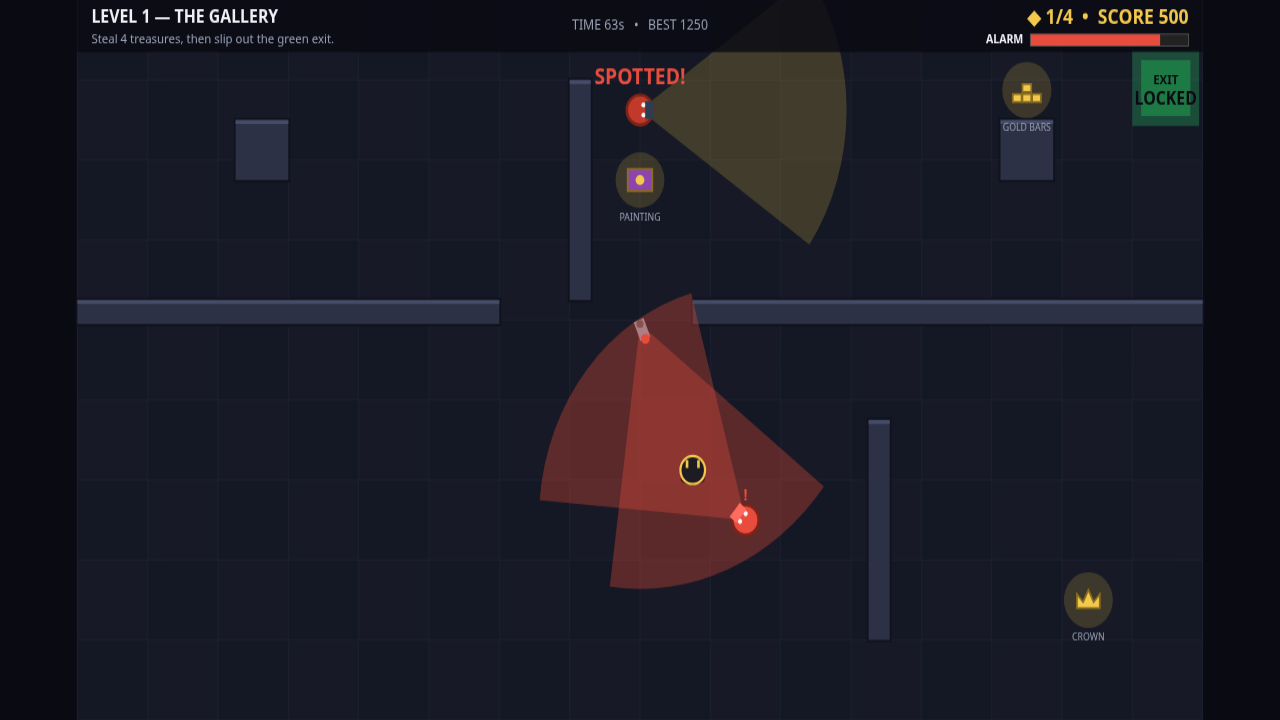 LEVEL 1 — THE GALLERY
Steal 4 treasures, then slip out the green exit.
TIME 63s • BEST 1250
◆ 1/4 • SCORE 500
ALARM
SPOTTED!
EXIT
LOCKED
GOLD BARS
PAINTING
!
CROWN